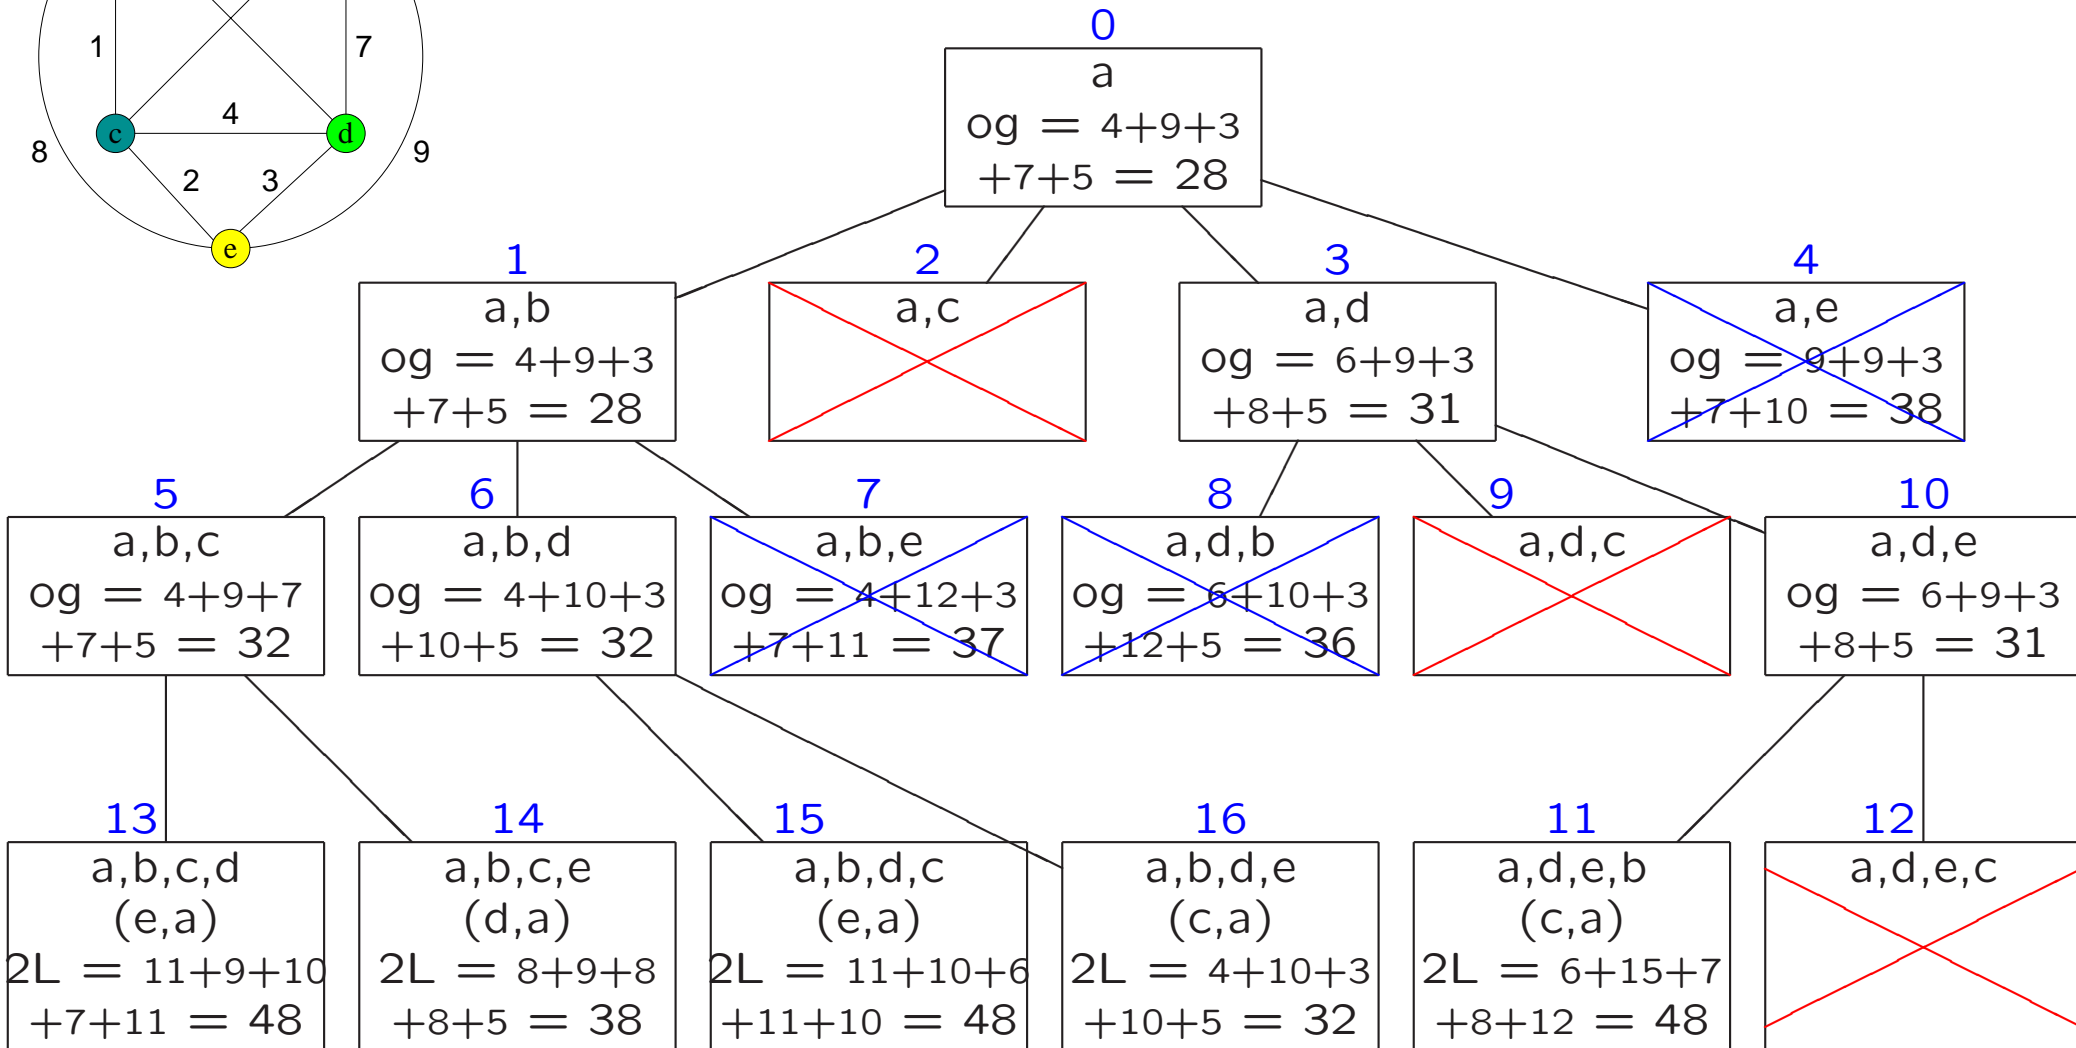 1
7
4
c
d
8
9
2
3
e
0
a
og = 4+9+3
+7+5 = 28
1
a,b
og = 4+9+3
+7+5 = 28
2
a,c
3
a,d
og = 6+9+3
+8+5 = 31
4
a,e
og = 9+9+3
+7+10 = 38
5
a,b,c
og = 4+9+7
+7+5 = 32
6
a,b,d
og = 4+10+3
+10+5 = 32
7
a,b,e
og = 4+12+3
+7+11 = 37
8
a,d,b
og = 6+10+3
+12+5 = 36
9
a,d,c
10
a,d,e
og = 6+9+3
+8+5 = 31
13
a,b,c,d
(e,a)
2L = 11+9+10
+7+11 = 48
14
a,b,c,e
(d,a)
2L = 8+9+8
+8+5 = 38
15
a,b,d,c
(e,a)
2L = 11+10+6
+11+10 = 48
16
a,b,d,e
(c,a)
2L = 4+10+3
+10+5 = 32
11
a,d,e,b
(c,a)
2L = 6+15+7
+8+12 = 48
12
a,d,e,c